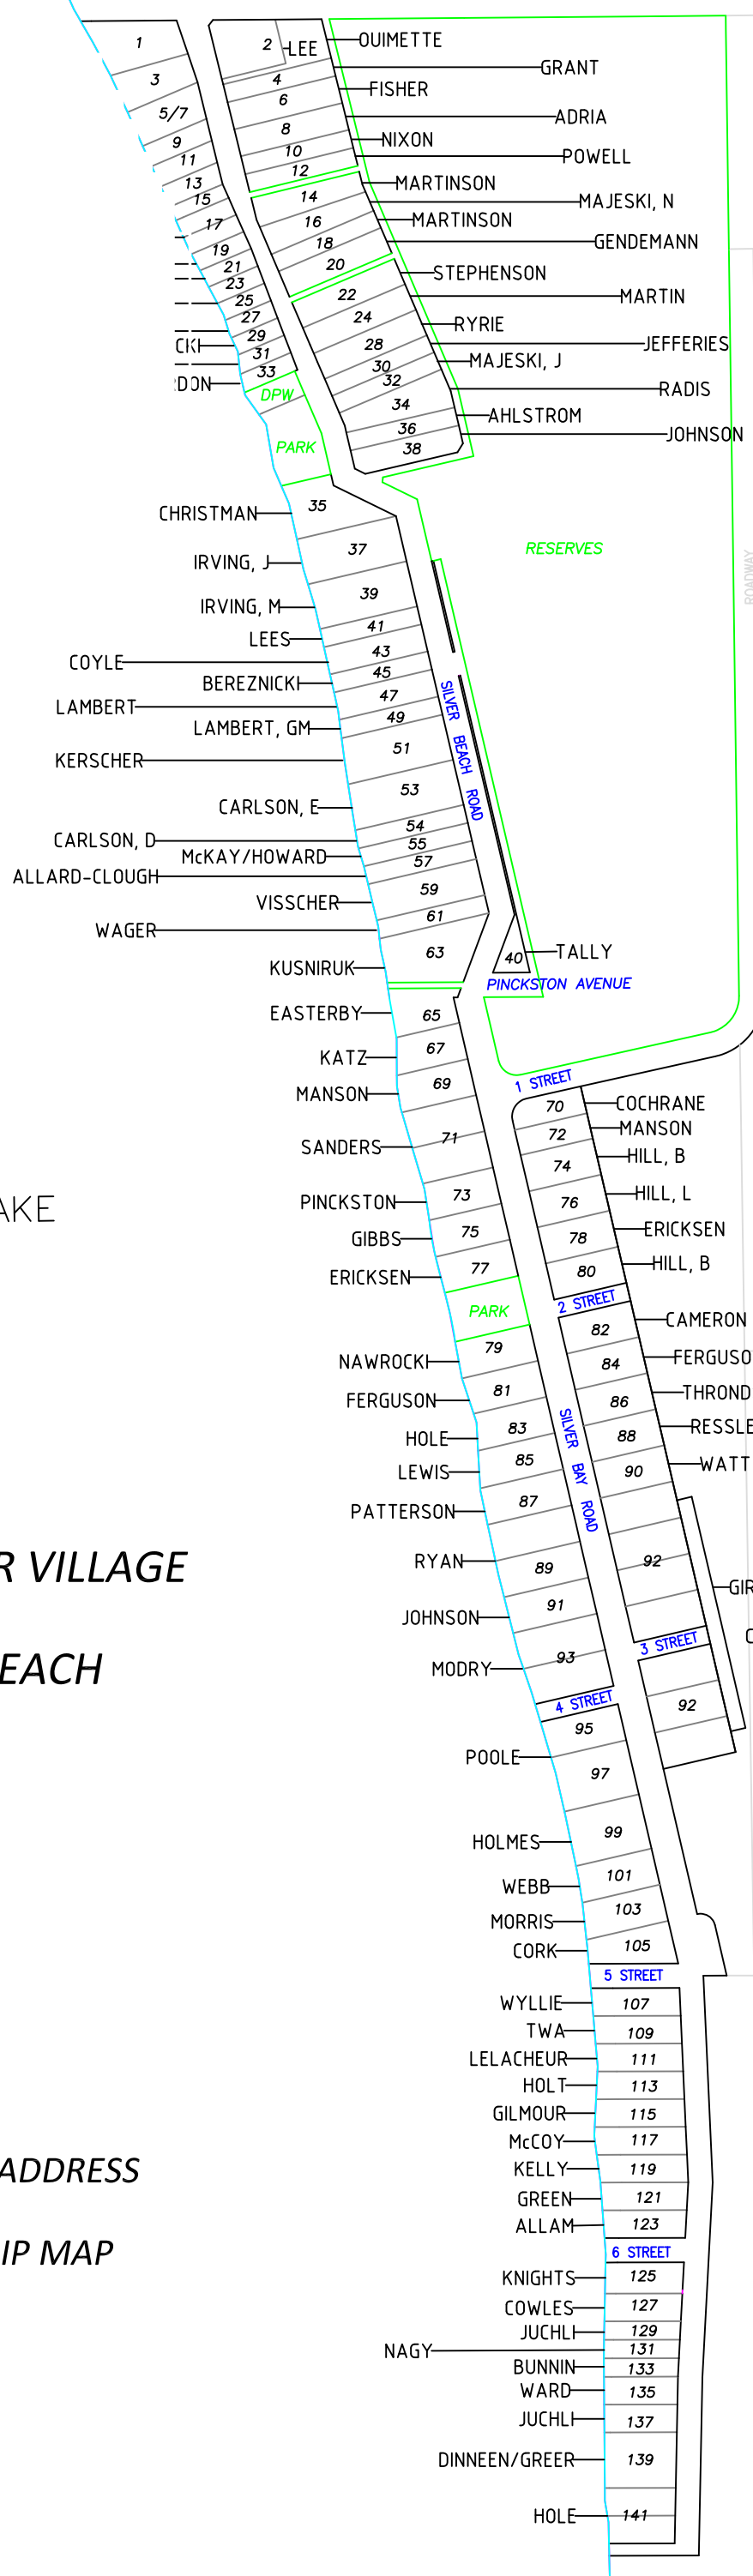 1
2 LEE OUIMETTE
3
4 GRANT
5/7
6 FISHER
8 ADRIA
9
NIXON
10 POWELL
11
12
13
MARTINSON
14 MAJESKI, N
15
16 MARTINSON
17
18 GENDEMANN
19
20 STEPHENSON
21
22 MARTIN
23
24 RYRIE
25
27
28 JEFFERIES
29
CKI
30 MAJESKI, J
31
32 RADIS
33
DON
DPW
34 AHLSTROM
36 JOHNSON
38
PARK
CHRISTMAN 35
RESERVES
ROADWAY
IRVING, J 37
IRVING, M 39
LEES 41
COYLE 43
BEREZNICKI 45
LAMBERT 47
LAMBERT, GM 49
SILVER BEACH ROAD
KERSCHER 51
CARLSON, E 53
CARLSON, D 54
McKAY/HOWARD 55
ALLARD-CLOUGH 57
VISSCHER 59
WAGER 61
KUSNIRUK 63
40 TALLY
PINCKSTON AVENUE
EASTERBY 65
KATZ 67
MANSON 69
1 STREET
70 COCHRANE
72 MANSON
SANDERS 71
74 HILL, B
PINCKSTON 73
76 HILL, L
AKE
GIBBS 75
78 ERICKSEN
ERICKSEN 77
80 HILL, B
2 STREET
PARK
82 CAMERON
NAWROCKI 79
84 FERGUSO
FERGUSON 81
86 THROND
HOLE 83
88 RESSLE
LEWIS 85
90 WATT
SILVER BAY ROAD
PATTERSON 87
RYAN 89
92 GIR
R VILLAGE
JOHNSON 91
3 STREET
MODRY 93
EACH
4 STREET
92
95
POOLE 97
HOLMES 99
WEBB 101
MORRIS 103
CORK 105
5 STREET
WYLLIE 107
TWA 109
LELACHEUR 111
HOLT 113
GILMOUR 115
McCOY 117
KELLY 119
ADDRESS
GREEN 121
ALLAM 123
6 STREET
IP MAP
KNIGHTS 125
COWLES 127
JUCHLI 129
NAGY 131
BUNNIN 133
WARD 135
JUCHLI 137
DINNEEN/GREER 139
HOLE 141